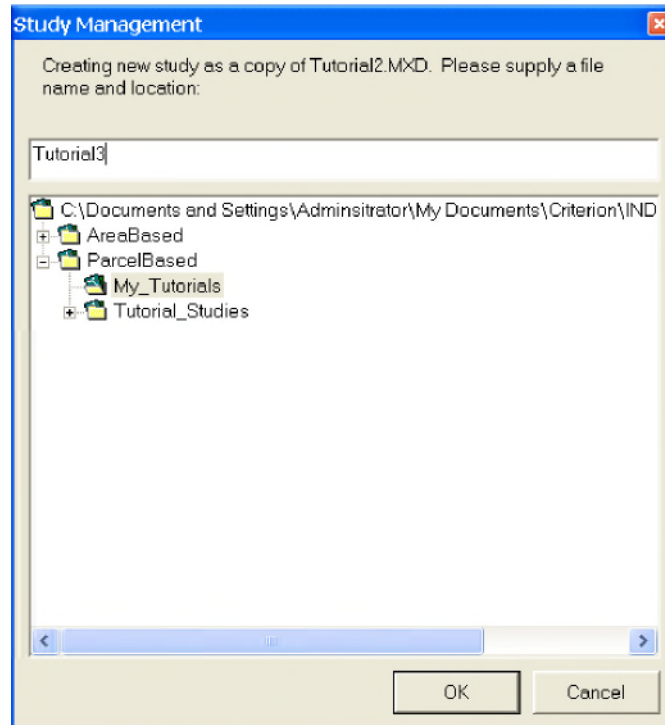 Study Management
Creating new study as a copy of Tutorial2.MXD. Please supply a file
name and location:
Tutorial3
C:\Documents and Settings\Adminsitrator\My Documents\Criterion\IND
AreaBased
ParcelBased
My_Tutorials
Tutorial_Studies
OK
Cancel